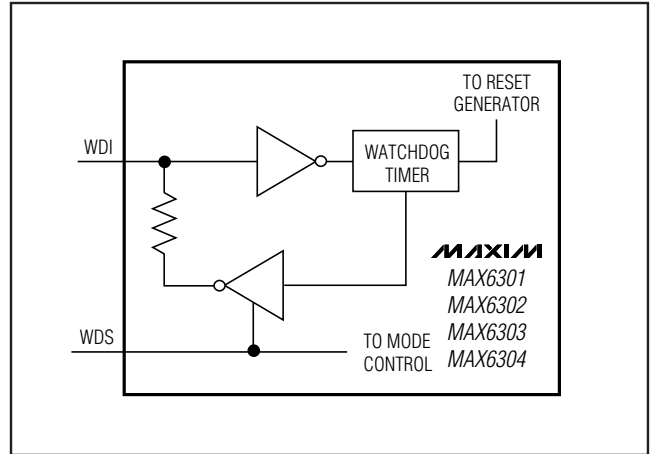 TO RESET
GENERATOR
WDI
WATCHDOG
TIMER
MAXIM
MAX6301
MAX6302
MAX6303
MAX6304
WDS
TO MODE
CONTROL